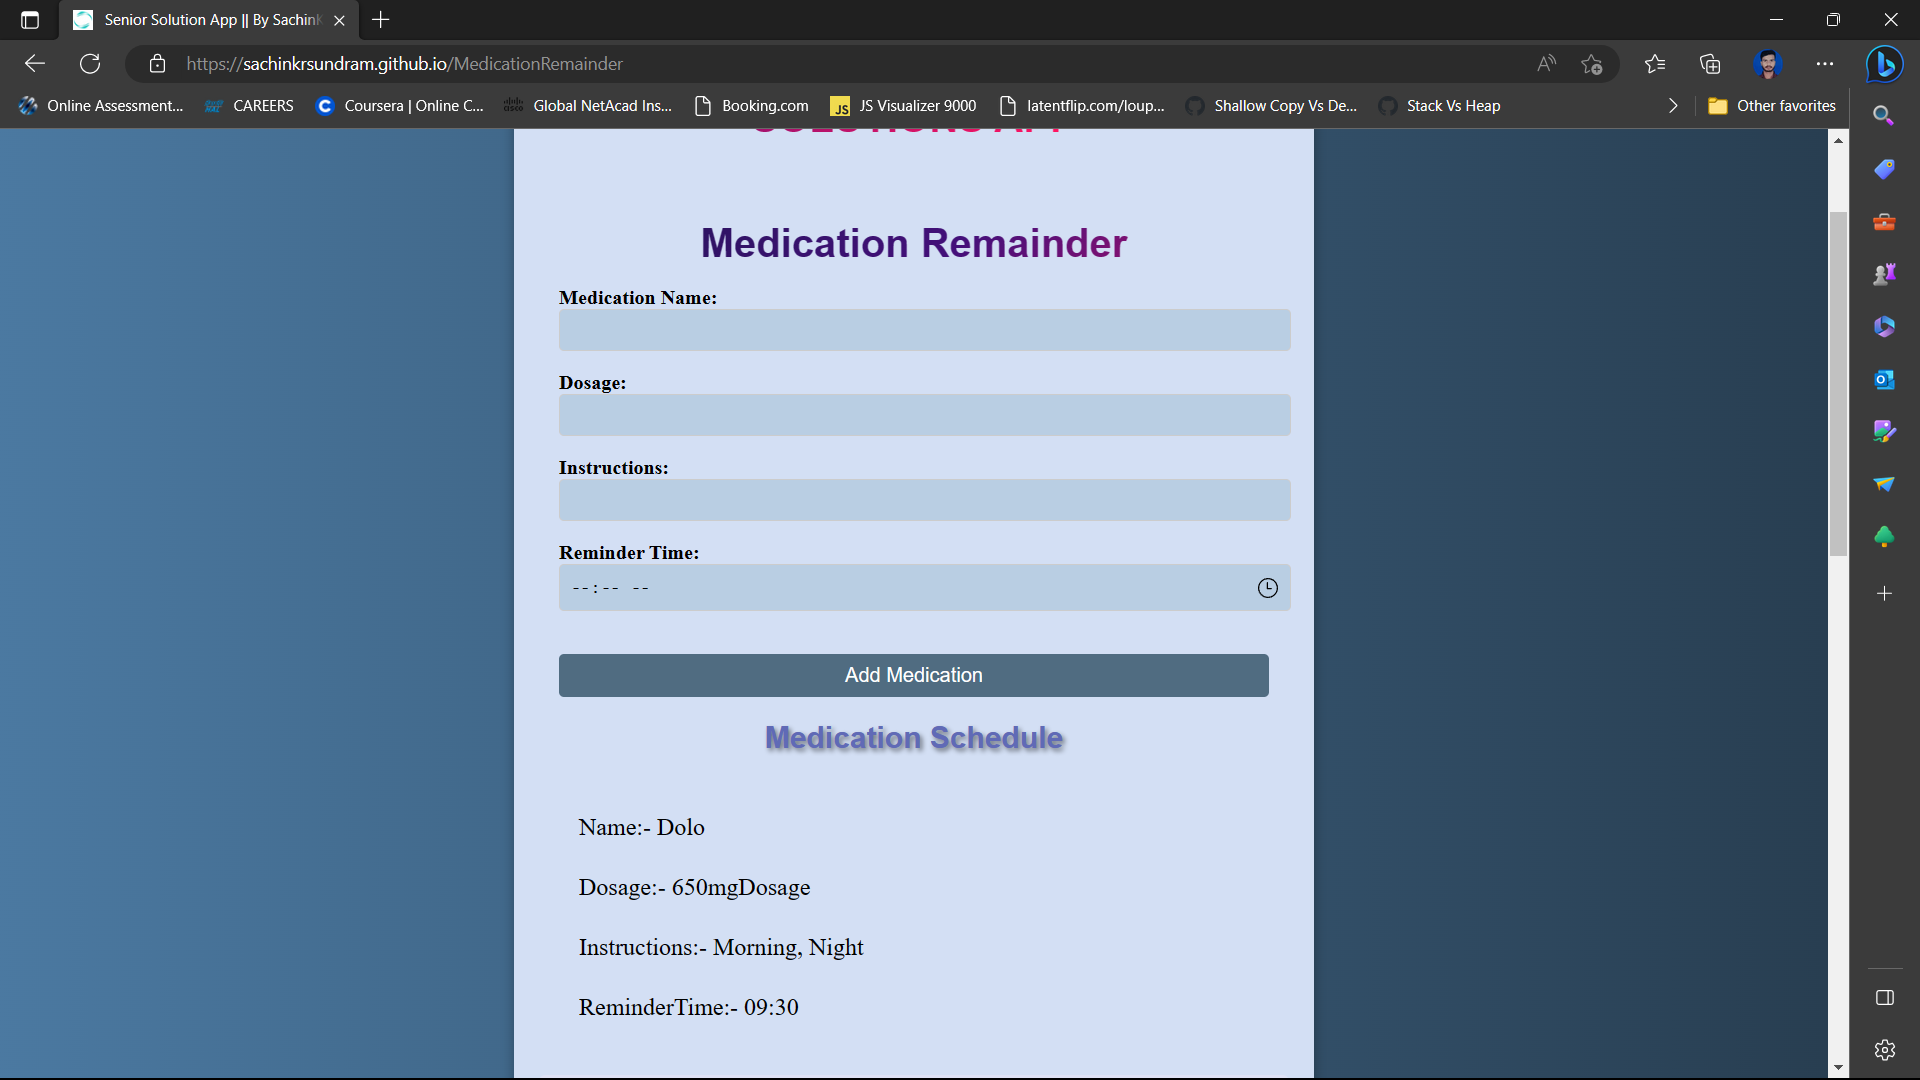 Senior Solution App || By Sachin
https://sachinkrsundram.github.io/MedicationRemainder
Online Assessment... CAREERS Coursera | Online C... Global NetAcad Ins... Booking.com JS Visualizer 9000 latentflip.com/loup... Shallow Copy Vs De... Stack Vs Heap Other favorites
SOLUTIONS APP
Medication Remainder
Medication Name:
Dosage:
Instructions:
Reminder Time:
--:-- --
Add Medication
Medication Schedule
Name:- Dolo
Dosage:- 650mgDosage
Instructions:- Morning, Night
ReminderTime:- 09:30